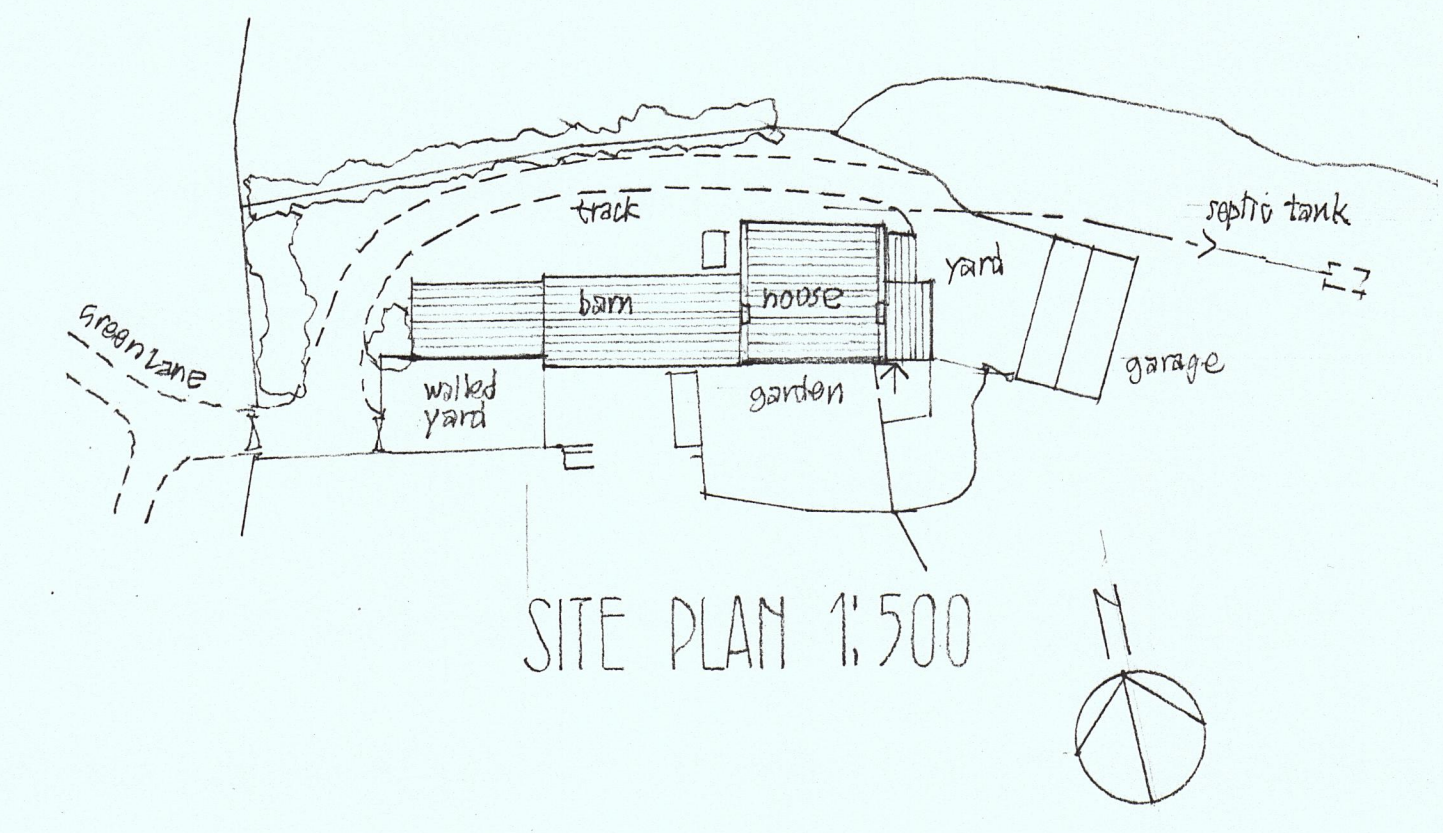 septic tank
track
yard
barn
house
Green Lane
garage
walled
yard
garden
SITE PLAN 1:500
N